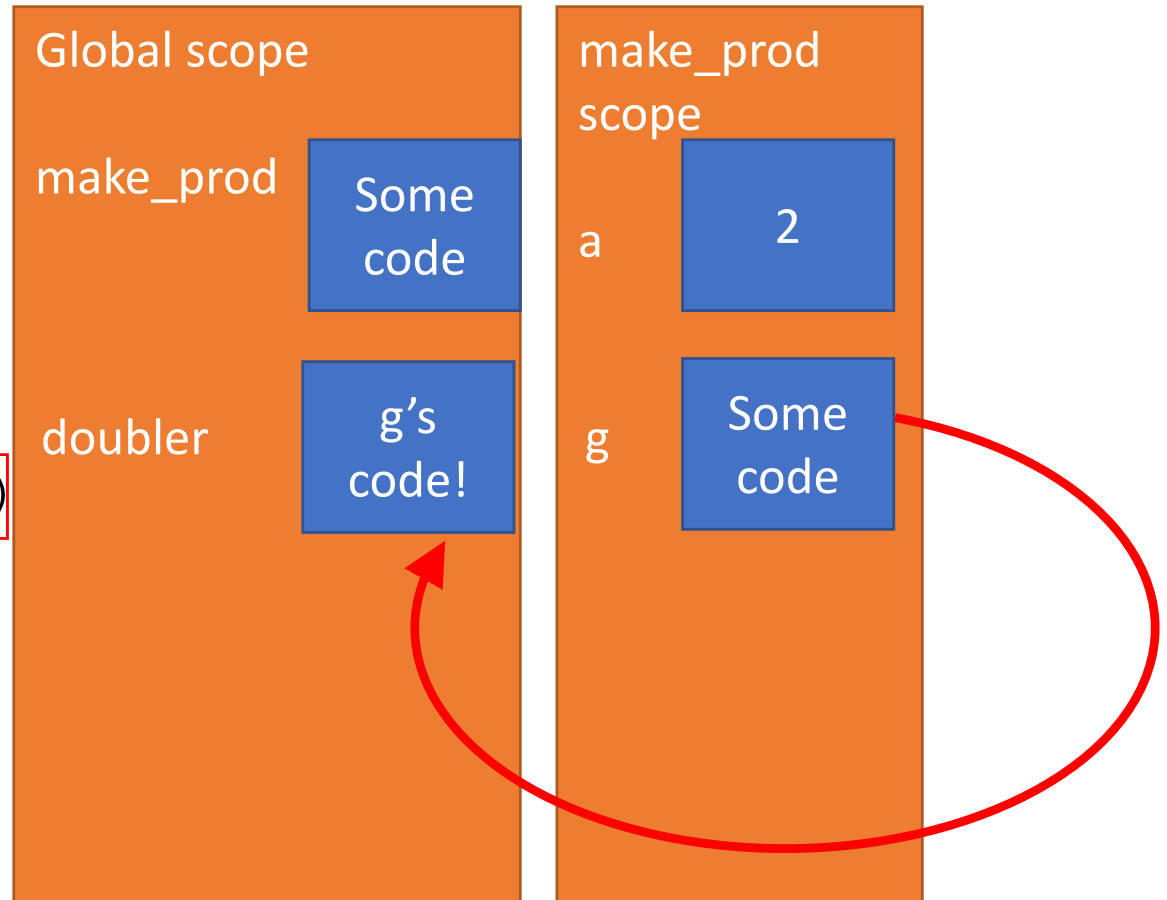 Global scope
make_prod
Some
code
doubler
g’s
code!
)
make_prod
scope
a
2
g
Some
code